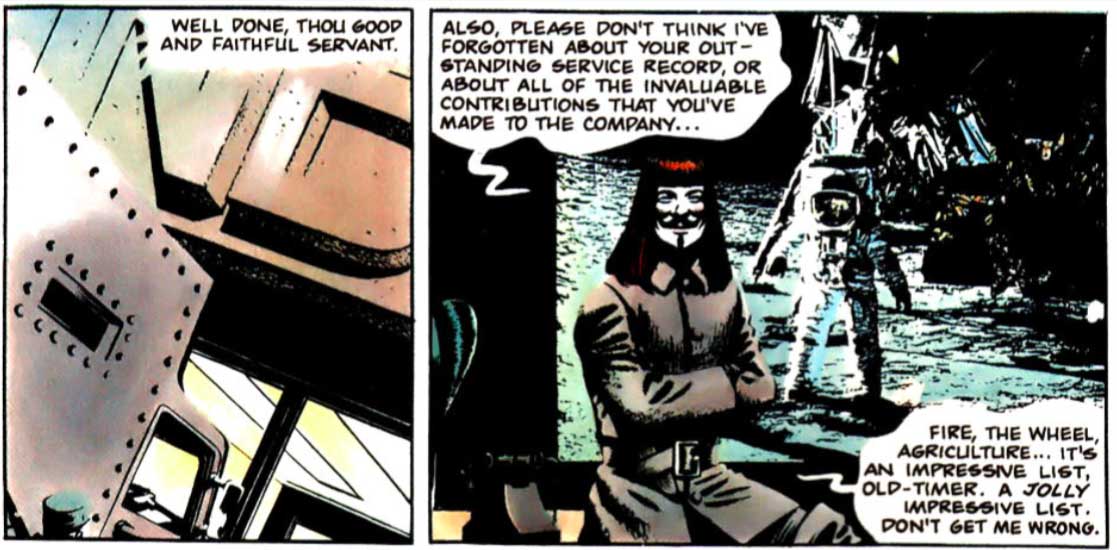 WELL DONE, THOU GOOD
AND FAITHFUL SERVANT.
ALSO, PLEASE DON'T THINK I'VE
FORGOTTEN ABOUT YOUR OUT-
STANDING SERVICE RECORD, OR
ABOUT ALL OF THE INVALUABLE
CONTRIBUTIONS THAT YOU'VE
MADE TO THE COMPANY...
FIRE, THE WHEEL,
AGRICULTURE... IT'S
AN IMPRESSIVE LIST,
OLD-TIMER. A JOLLY
IMPRESSIVE LIST.
DON'T GET ME WRONG.